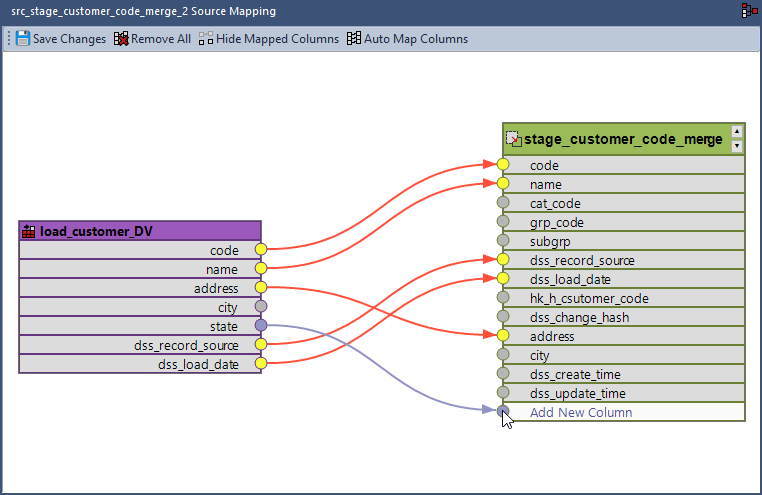 src_stage_customer_code_merge_2 Source Mapping
Save Changes Remove All Hide Mapped Columns Auto Map Columns
load_customer_DV
code
name
address
city
state
dss_record_source
dss_load_date
stage_customer_code_merge
code
name
cat_code
grp_code
subgrp
dss_record_source
dss_load_date
hk_h_csutomer_code
dss_change_hash
address
city
dss_create_time
dss_update_time
Add New Column